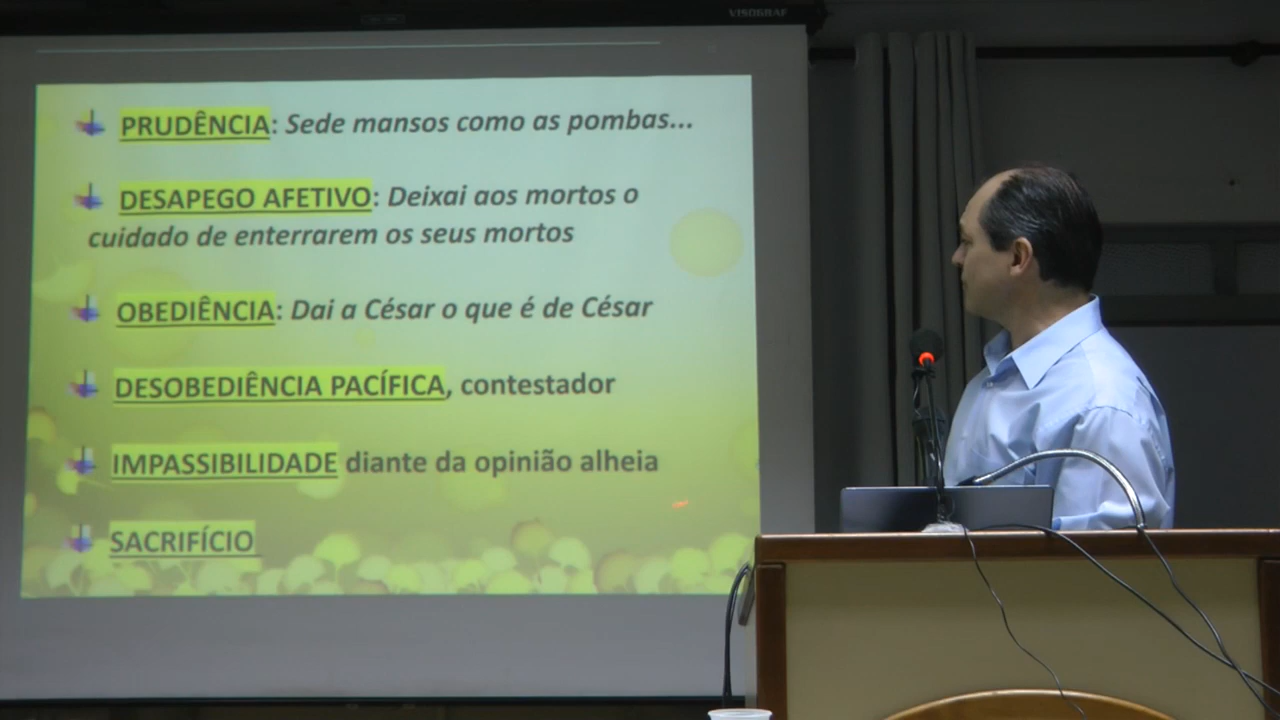 VISOGRAF
PRUDÊNCIA: Sede mansos como as pombas...
DESAPEGO AFETIVO: Deixai aos mortos o
cuidado de enterrarem os seus mortos
OBEDIÊNCIA: Dai a César o que é de César
DESOBEDIÊNCIA PACÍFICA, contestador
IMPASSIBILIDADE diante da opinião alheia
SACRIFÍCIO